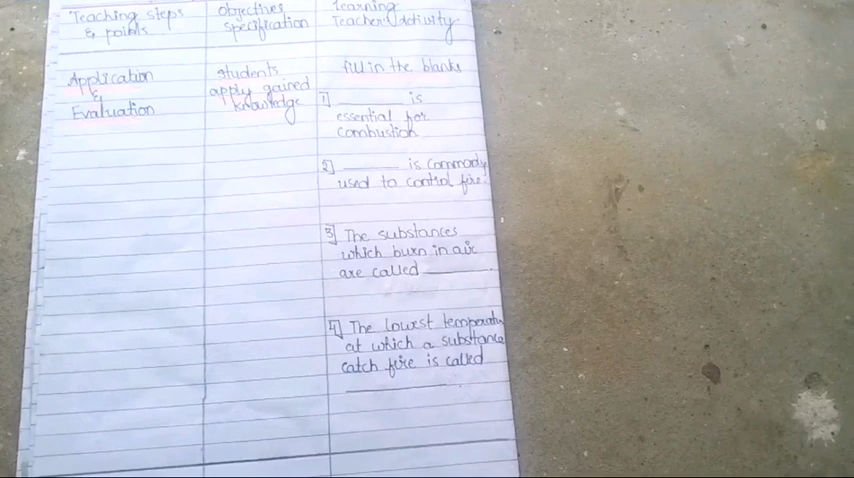 Teaching steps
& points
Objectives
specification
Learning
Teacher Activity
Application
&
Evaluation
students
apply gained
knowledge
fill in the blanks
1] ______ is
essential for
combustion
2] ______ is commonly
used to control fire.
3] The substances
which burn in air
are called ______
4] The lowest temperatu
at which a substance
catch fire is called
______